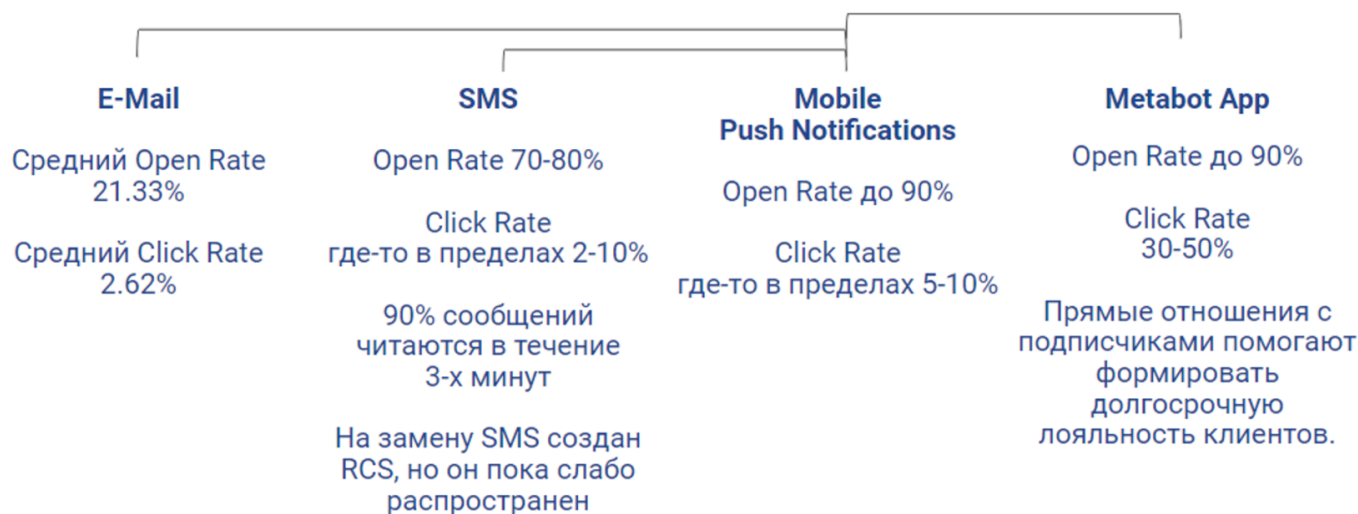 E-Mail
Средний Open Rate
21.33%
Средний Click Rate
2.62%
SMS
Open Rate 70-80%
Click Rate
где-то в пределах 2-10%
90% сообщений
читаются в течение
3-х минут
На замену SMS создан
RCS, но он пока слабо
распространен
Mobile
Push Notifications
Open Rate до 90%
Click Rate
где-то в пределах 5-10%
Metabot App
Open Rate до 90%
Click Rate
30-50%
Прямые отношения с
подписчиками помогают
формировать
долгосрочную
лояльность клиентов.